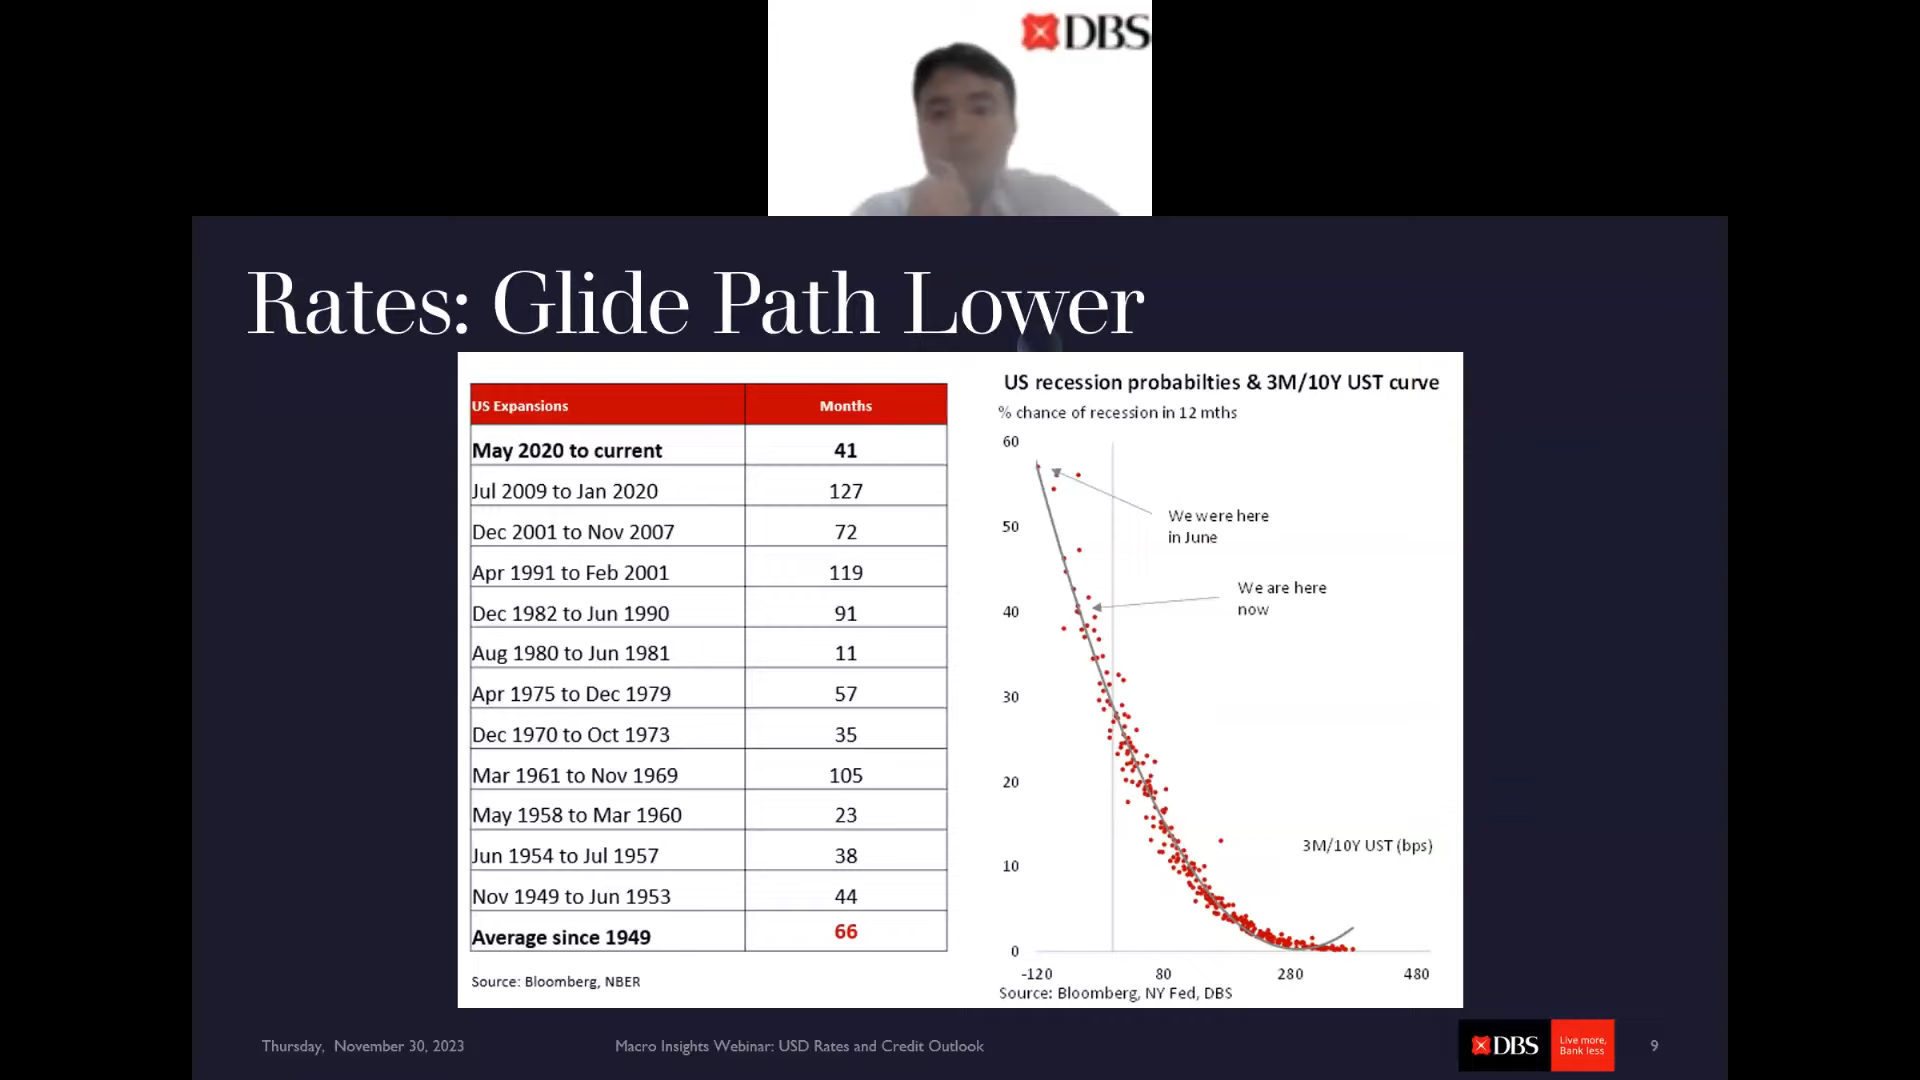 DBS
Rates: Glide Path Lower
US Expansions Months
May 2020 to current 41
Jul 2009 to Jan 2020 127
Dec 2001 to Nov 2007 72
Apr 1991 to Feb 2001 119
Dec 1982 to Jun 1990 91
Aug 1980 to Jun 1981 11
Apr 1975 to Dec 1979 57
Dec 1970 to Oct 1973 35
Mar 1961 to Nov 1969 105
May 1958 to Mar 1960 23
Jun 1954 to Jul 1957 38
Nov 1949 to Jun 1953 44
Average since 1949 66
Source: Bloomberg, NBER
US recession probabilties & 3M/10Y UST curve
% chance of recession in 12 mths
60
50
40
30
20
10
0
We were here
in June
We are here
now
3M/10Y UST (bps)
-120 80 280 480
Source: Bloomberg, NY Fed, DBS
Thursday, November 30, 2023
Macro Insights Webinar: USD Rates and Credit Outlook
DBS
Live more,
Bank less
9